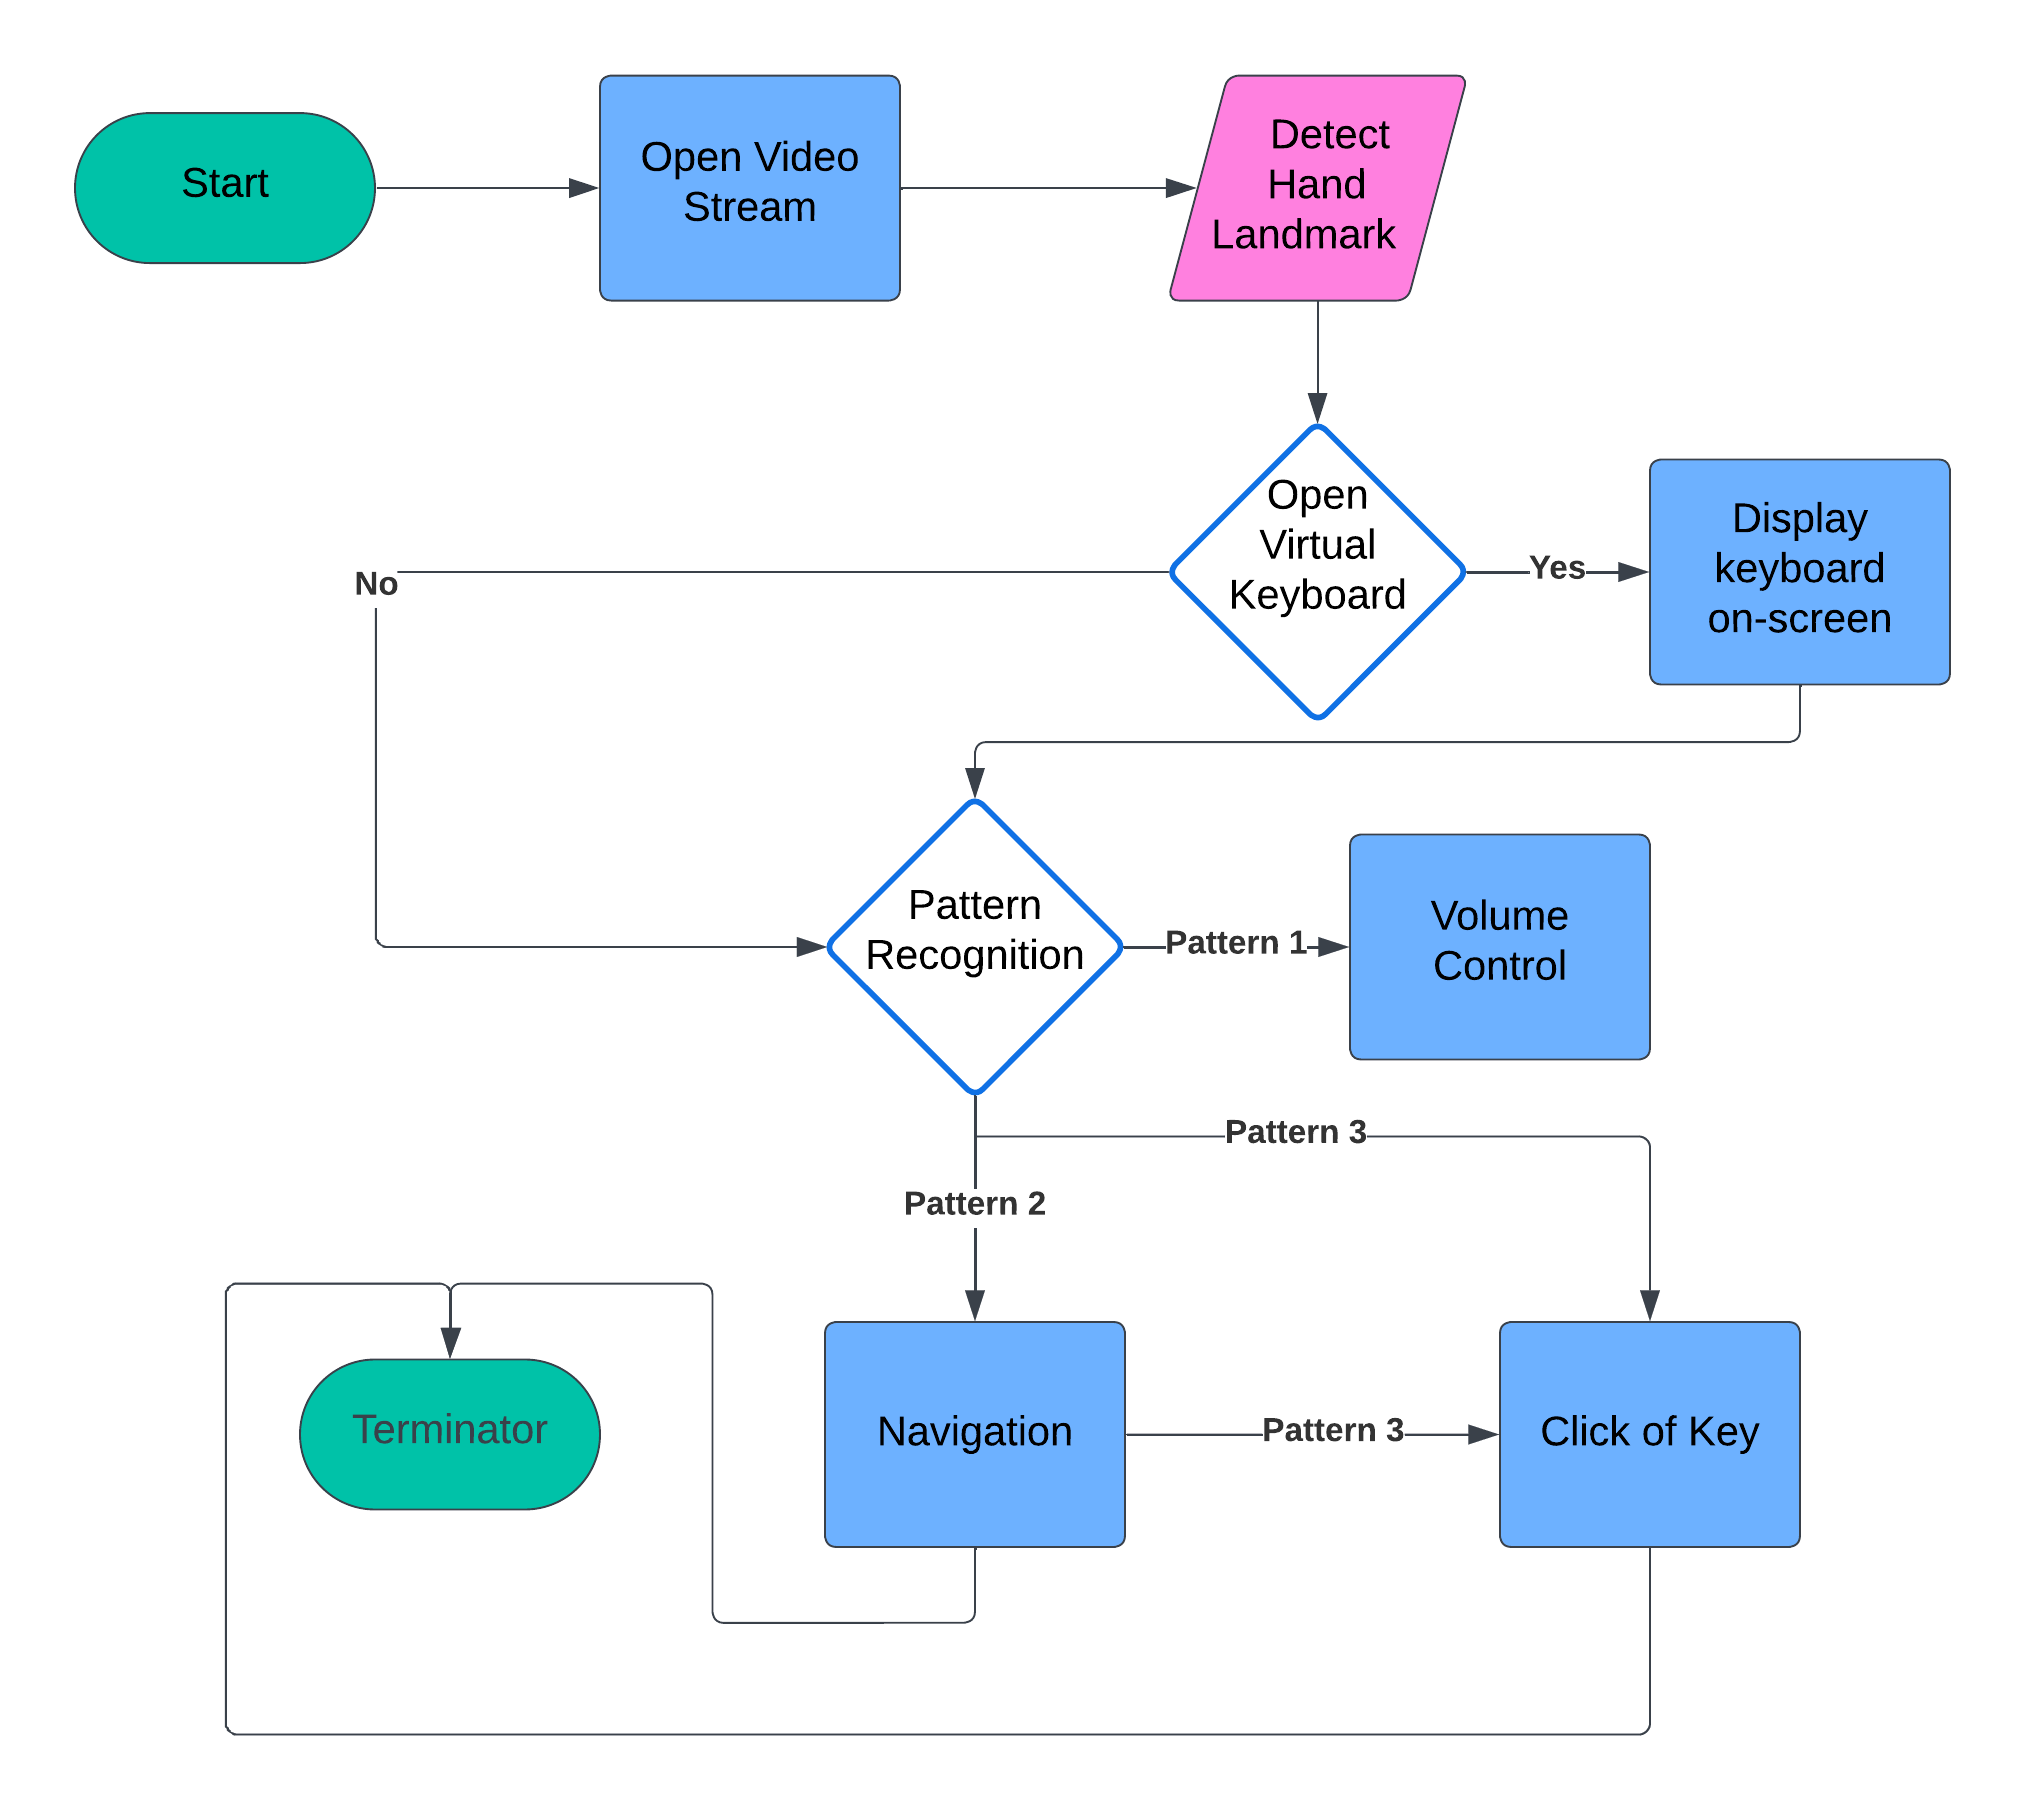 Start
Open Video
Stream
Detect
Hand
Landmark
Open
Virtual
Keyboard
Yes
Display
keyboard
on-screen
No
Pattern
Recognition
Pattern 1
Volume
Control
Pattern 3
Pattern 2
Terminator
Navigation
Pattern 3
Click of Key